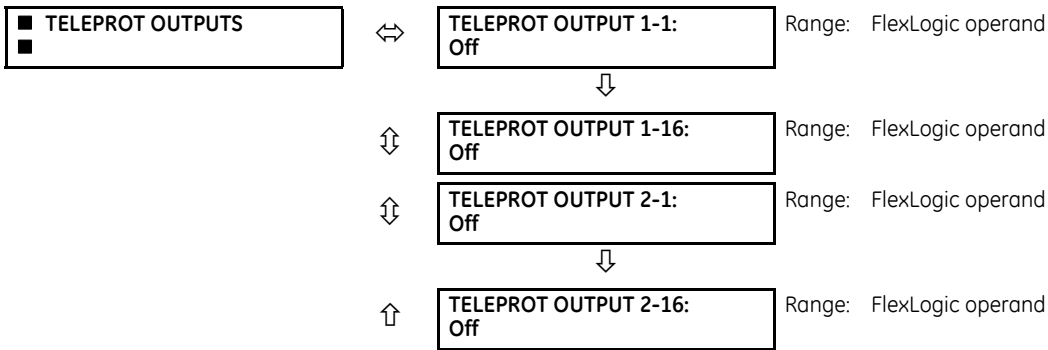 ■ TELEPROT OUTPUTS
■
TELEPROT OUTPUT 1-1:
Off
Range: FlexLogic operand
TELEPROT OUTPUT 1-16:
Off
Range: FlexLogic operand
TELEPROT OUTPUT 2-1:
Off
Range: FlexLogic operand
TELEPROT OUTPUT 2-16:
Off
Range: FlexLogic operand